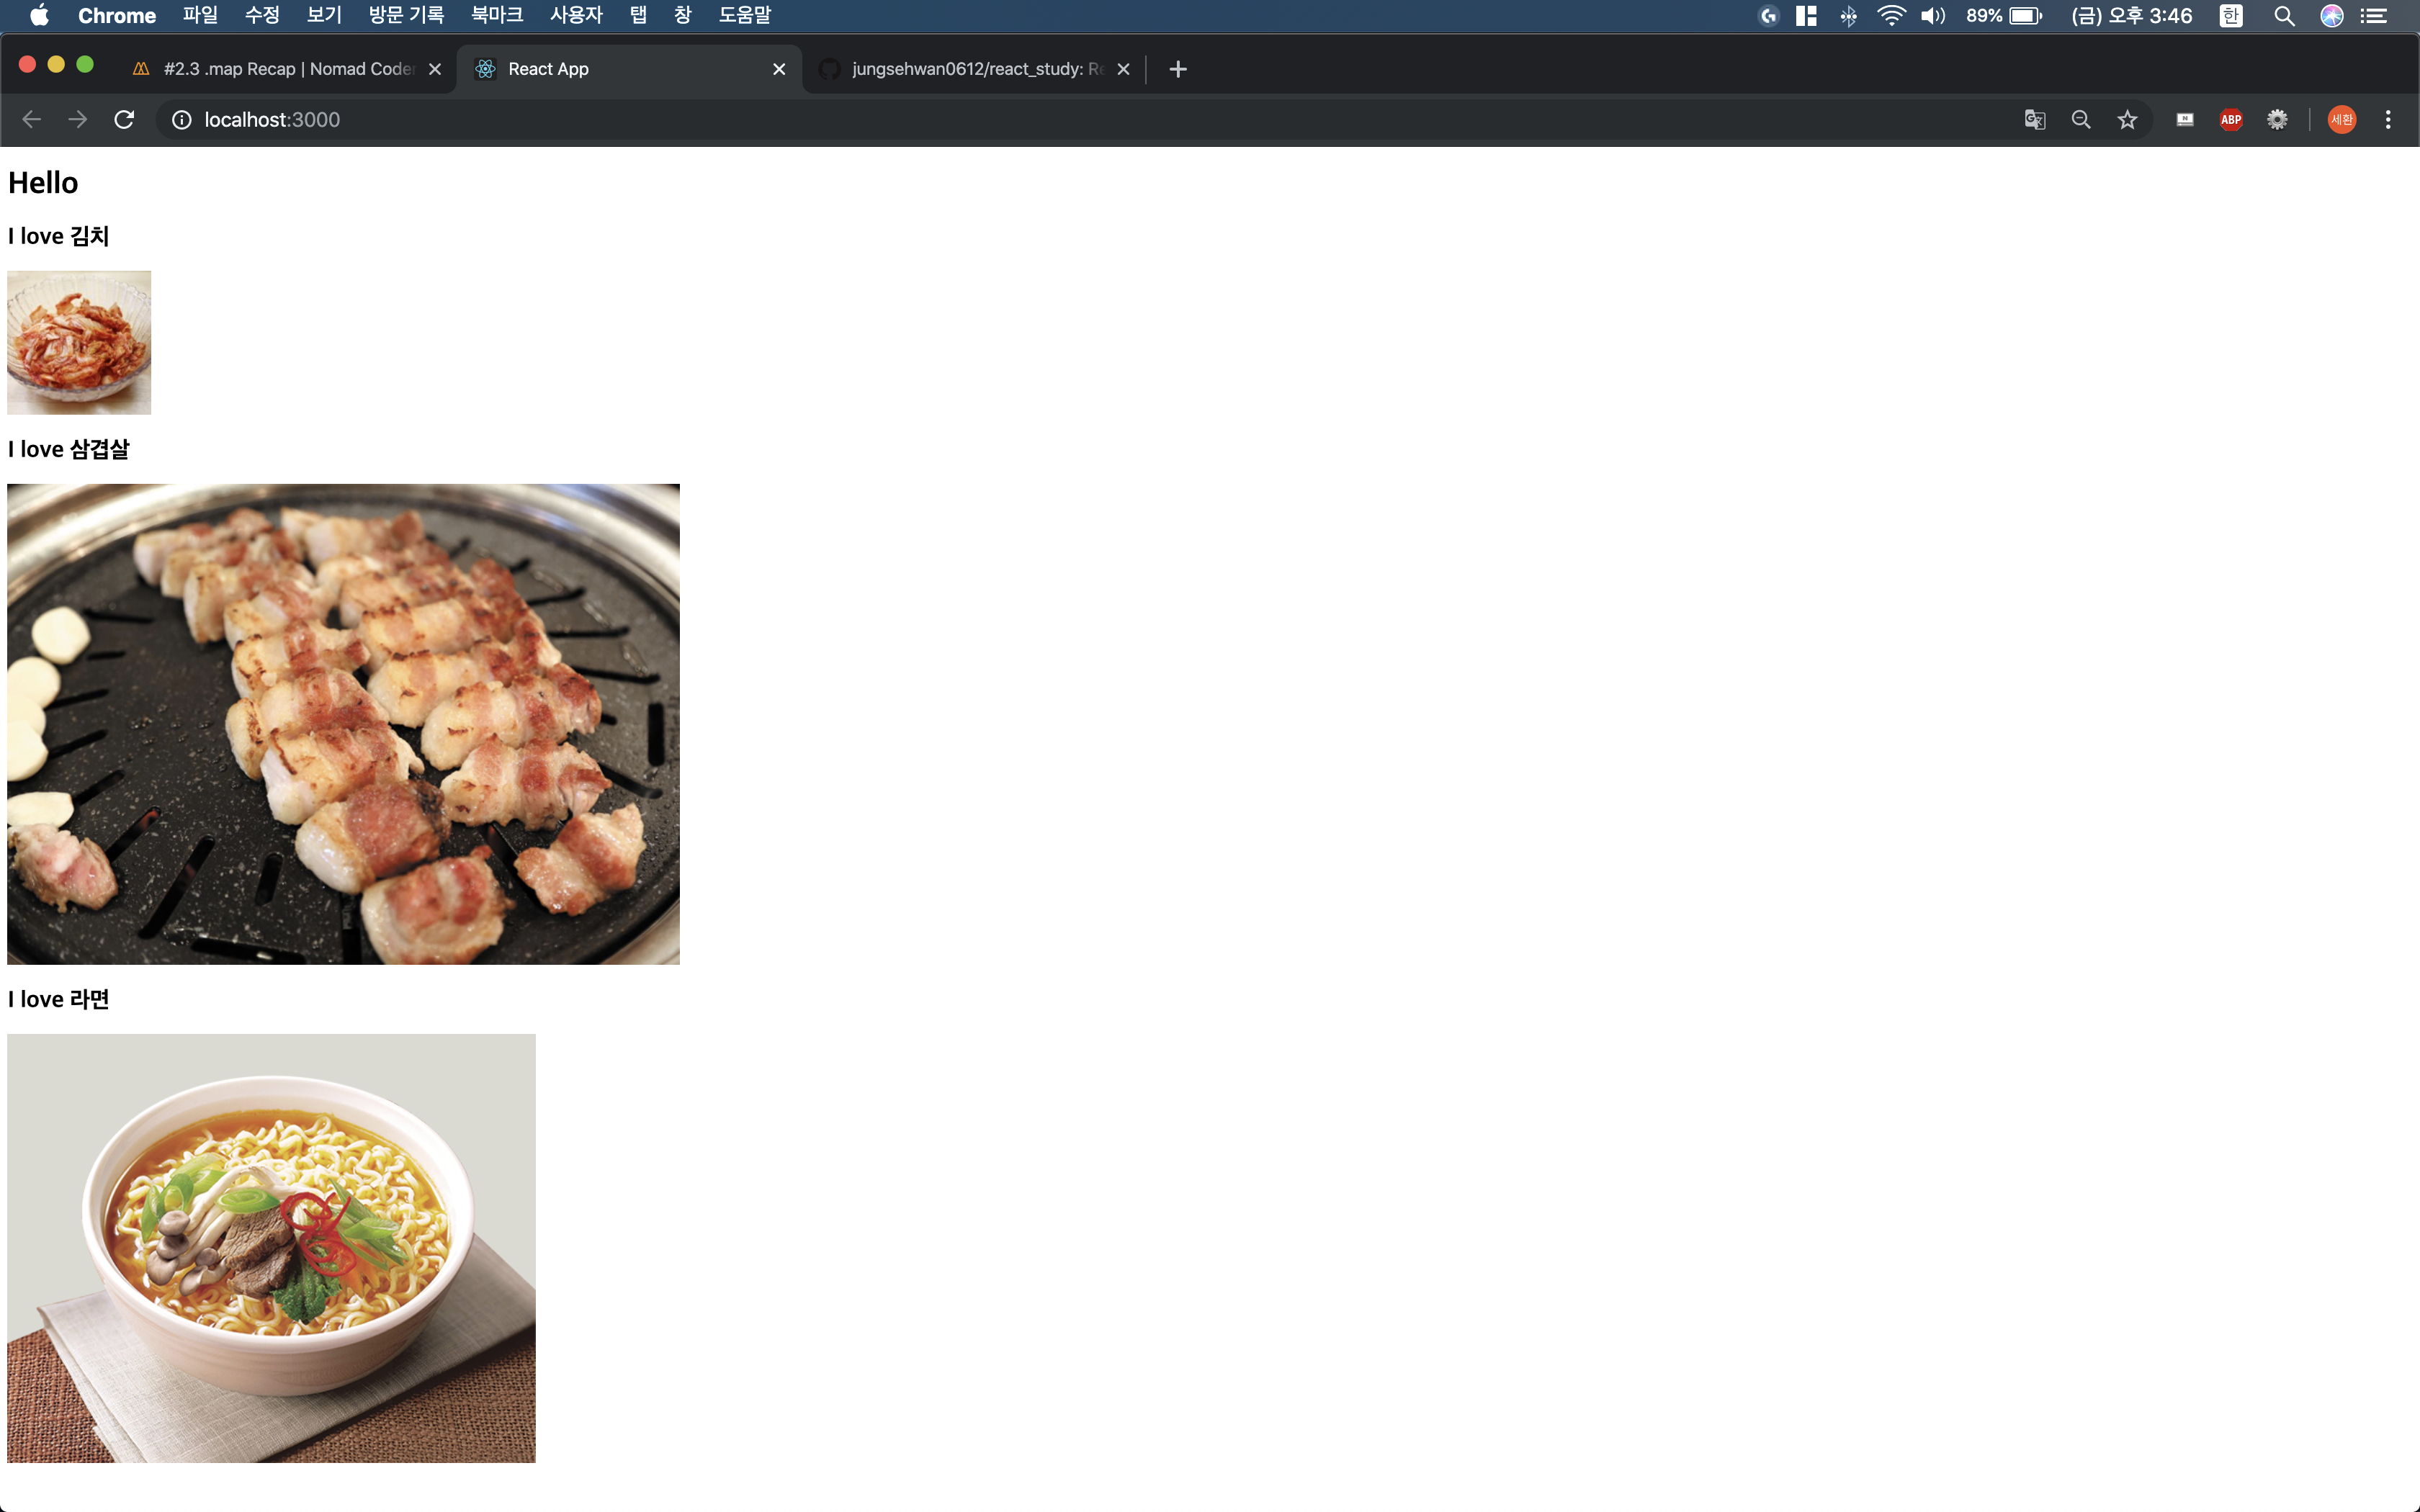 Chrome 파일 수정 보기 방문 기록 북마크 사용자 탭 창 도움말 89% (금) 오후 3:46 한
#2.3 .map Recap | Nomad Coder React App jungsehwan0612/react_study: Re
localhost:3000 ABP 세환
Hello
I love 김치
I love 삼겹살
I love 라면